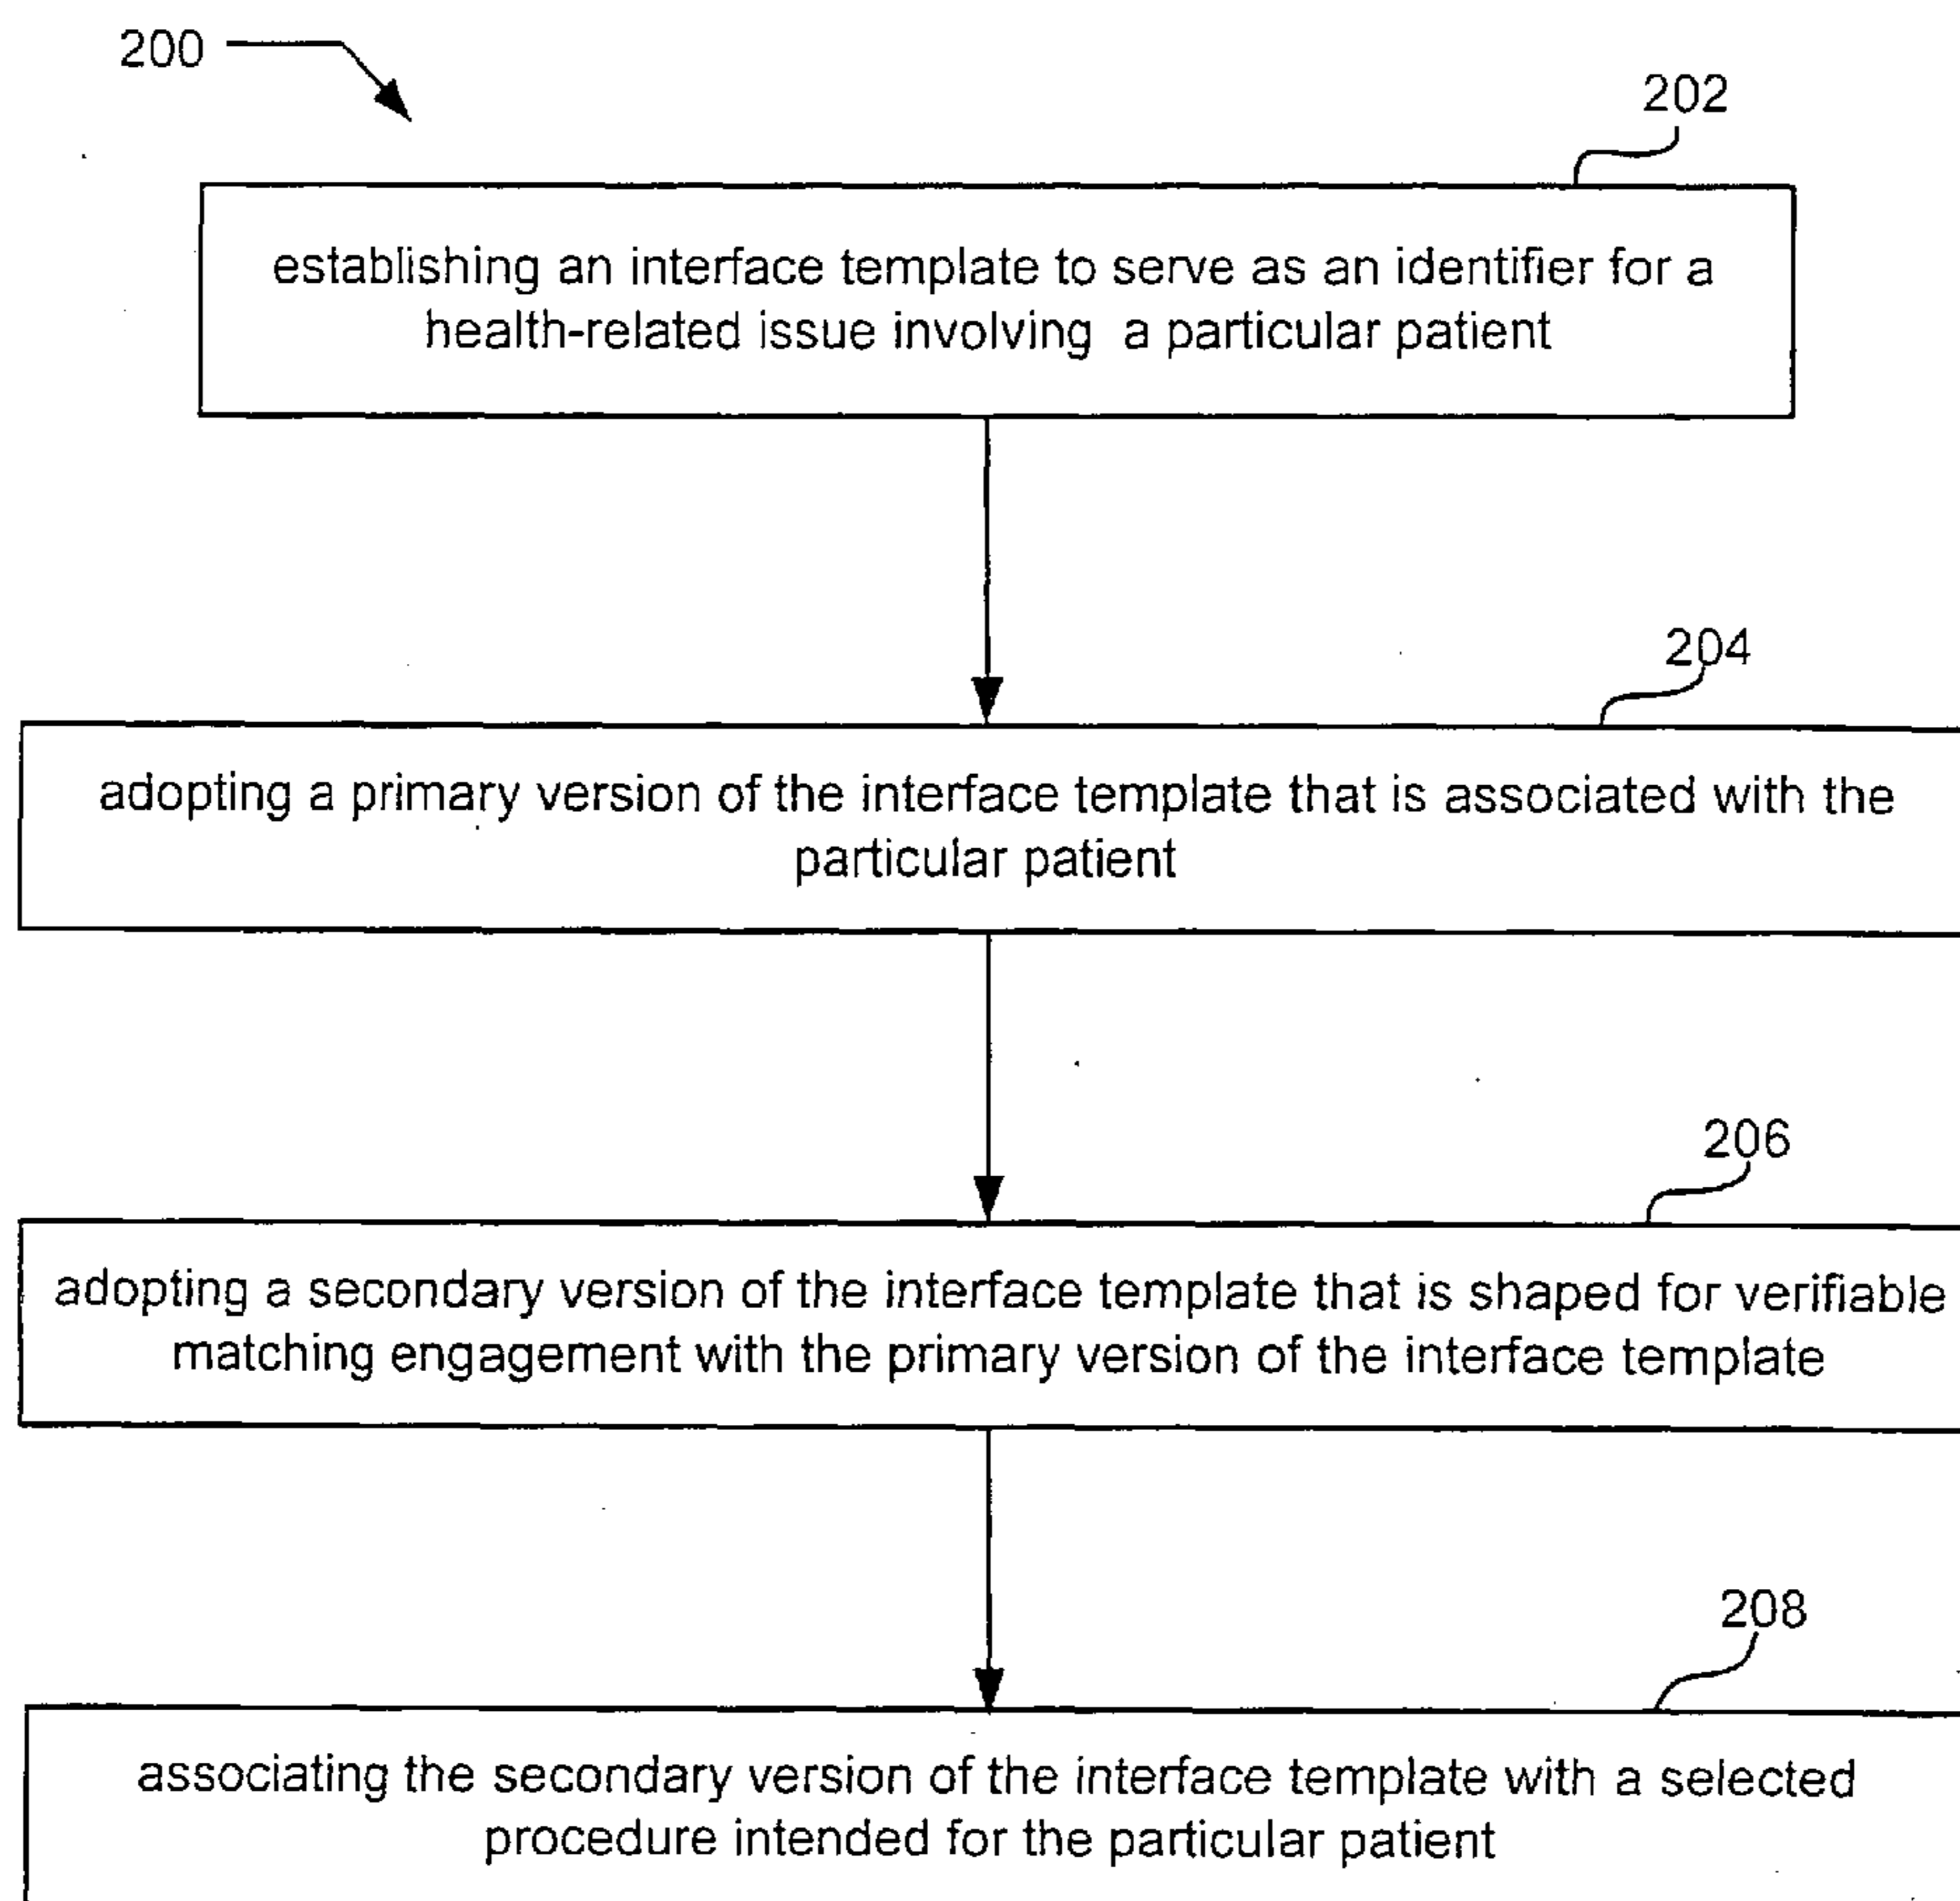 200
202
establishing an interface template to serve as an identifier for a
health-related issue involving a particular patient
204
adopting a primary version of the interface template that is associated with the
particular patient
206
adopting a secondary version of the interface template that is shaped for verifiable
matching engagement with the primary version of the interface template
208
associating the secondary version of the interface template with a selected
procedure intended for the particular patient